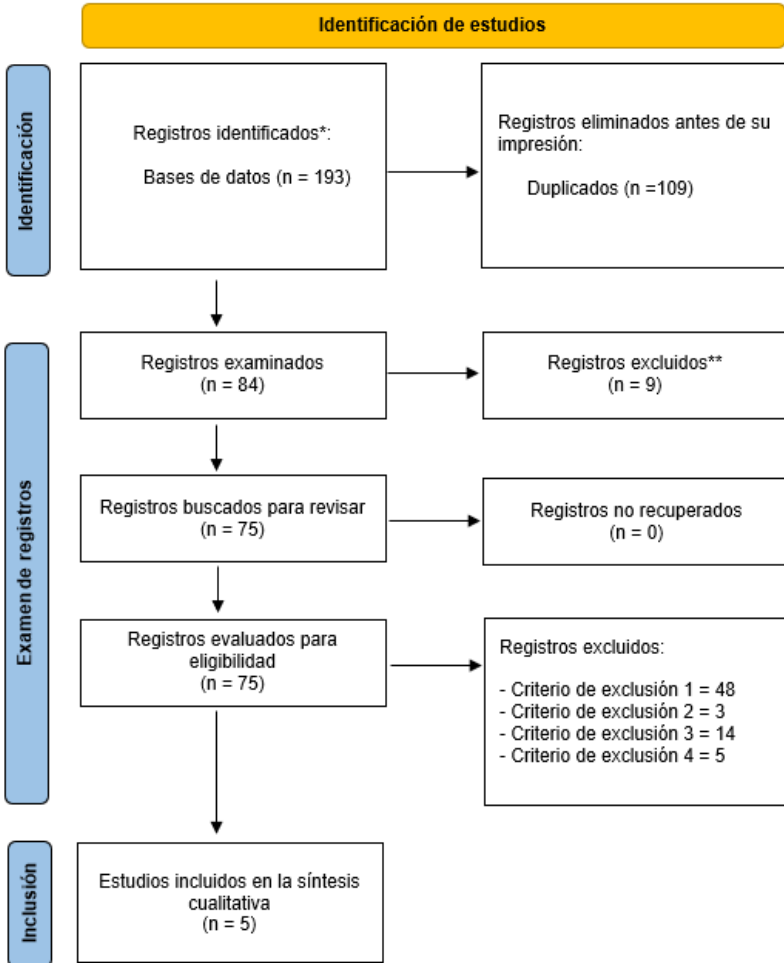 Identificación de estudios
Identificación
Registros identificados*:
Bases de datos (n = 193)
Registros eliminados antes de su
impresión:
Duplicados (n =109)
Examen de registros
Registros examinados
(n = 84)
Registros excluidos**
(n = 9)
Registros buscados para revisar
(n = 75)
Registros no recuperados
(n = 0)
Registros evaluados para
eligibilidad
(n = 75)
Registros excluidos:
- Criterio de exclusión 1 = 48
- Criterio de exclusión 2 = 3
- Criterio de exclusión 3 = 14
- Criterio de exclusión 4 = 5
Inclusión
Estudios incluidos en la síntesis
cualitativa
(n = 5)